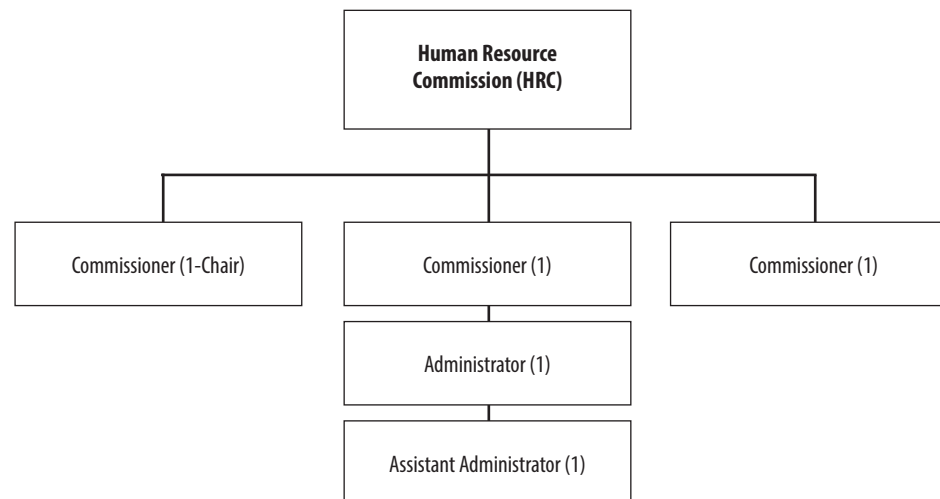 Human Resource
Commission (HRC)
Commissioner (1-Chair)
Commissioner (1)
Commissioner (1)
Administrator (1)
Assistant Administrator (1)